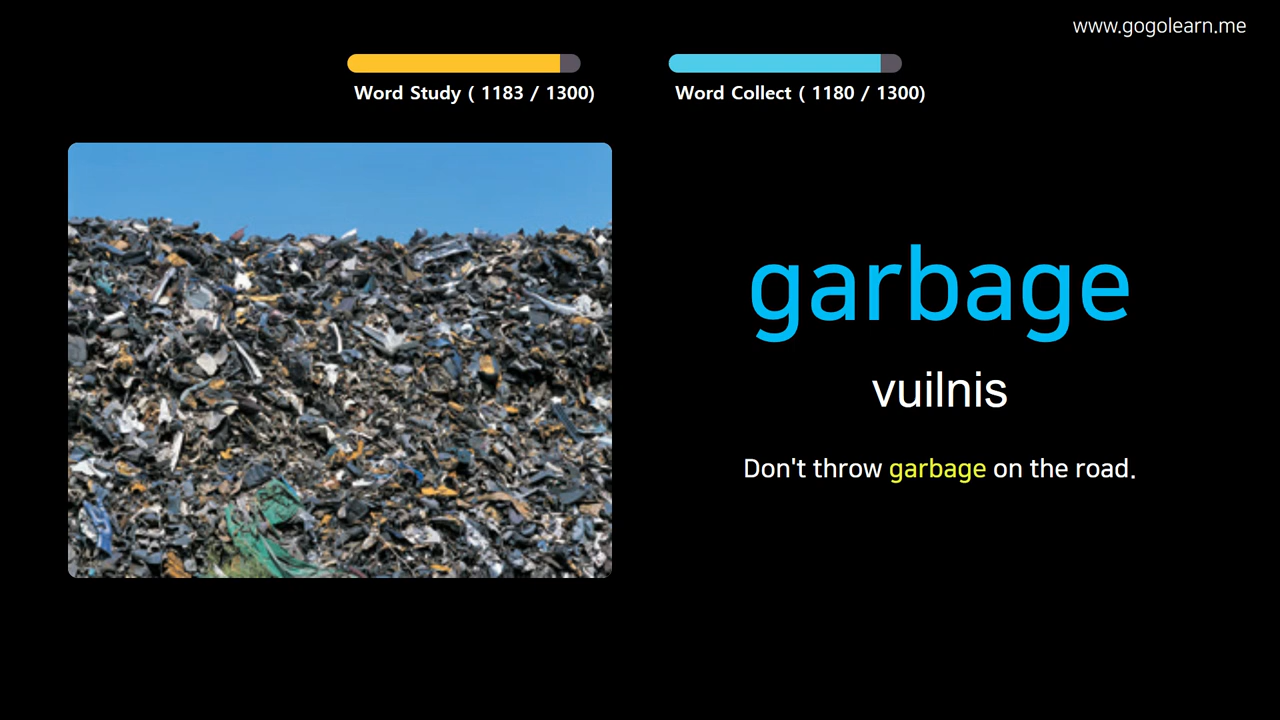 www.gogolearn.me
Word Study ( 1183 / 1300)
Word Collect ( 1180 / 1300)
garbage
vuilnis
Don't throw garbage on the road.